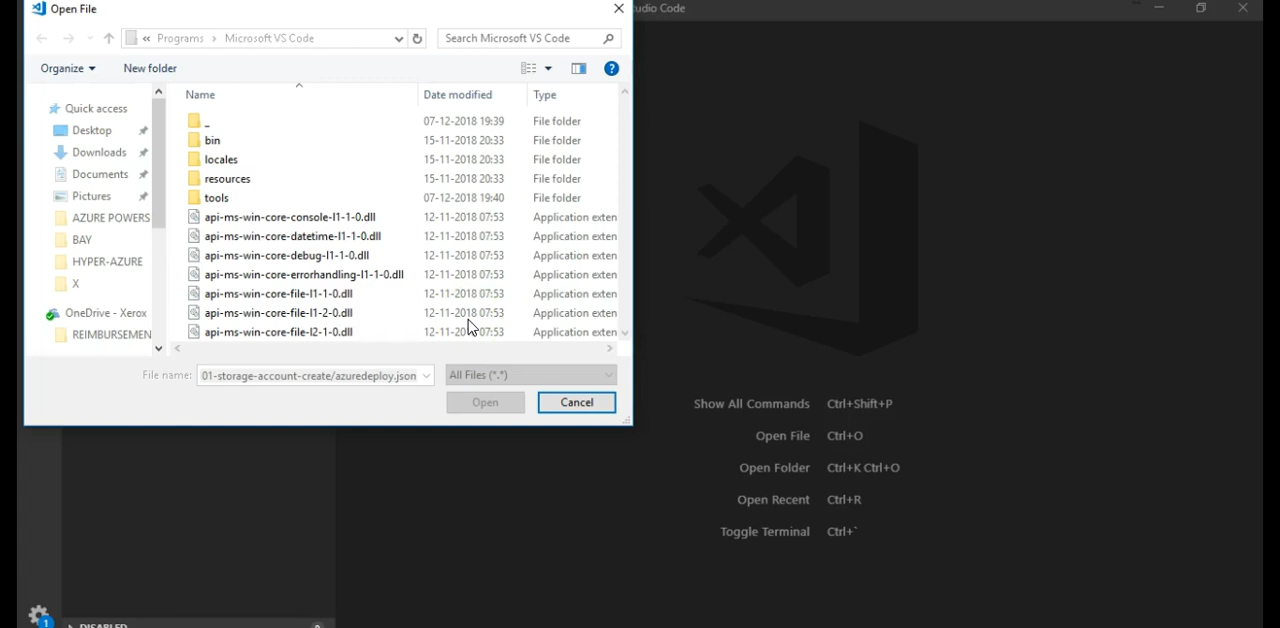 Open File
udio Code
« Programs > Microsoft VS Code
Search Microsoft VS Code
Organize
New folder
Name
Date modified
Type
Quick access
Desktop
Downloads
Documents
Pictures
AZURE POWERS
BAY
HYPER-AZURE
X
OneDrive - Xerox
REIMBURSEMEN
_ 07-12-2018 19:39 File folder
bin 15-11-2018 20:33 File folder
locales 15-11-2018 20:33 File folder
resources 15-11-2018 20:33 File folder
tools 07-12-2018 19:40 File folder
api-ms-win-core-console-l1-1-0.dll 12-11-2018 07:53 Application exten
api-ms-win-core-datetime-l1-1-0.dll 12-11-2018 07:53 Application exten
api-ms-win-core-debug-l1-1-0.dll 12-11-2018 07:53 Application exten
api-ms-win-core-errorhandling-l1-1-0.dll 12-11-2018 07:53 Application exten
api-ms-win-core-file-l1-1-0.dll 12-11-2018 07:53 Application exten
api-ms-win-core-file-l1-2-0.dll 12-11-2018 07:53 Application exten
api-ms-win-core-file-l2-1-0.dll 12-11-2018 07:53 Application exten
File name: 01-storage-account-create/azuredeploy.json
All Files (*.*)
Open
Cancel
Show All Commands Ctrl+Shift+P
Open File Ctrl+O
Open Folder Ctrl+K Ctrl+O
Open Recent Ctrl+R
Toggle Terminal Ctrl+`
1
DISABLED